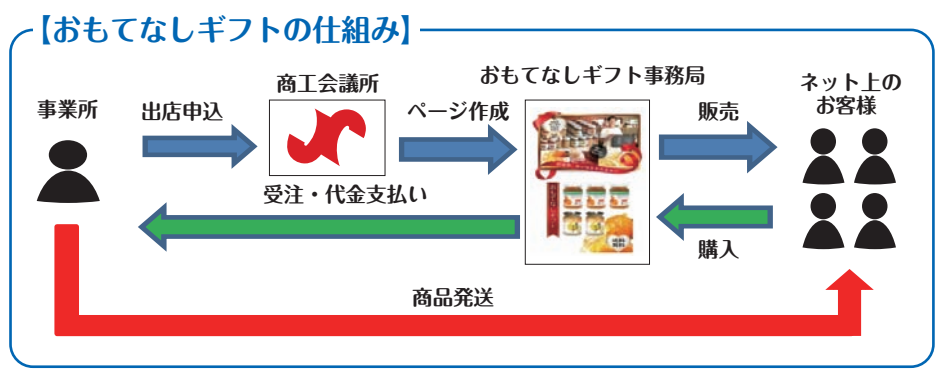 【おもてなしギフトの仕組み】
事業所
出店申込
商工会議所
ページ作成
おもてなしギフト事務局
販売
ネット上の
お客様
受注・代金支払い
購入
商品発送